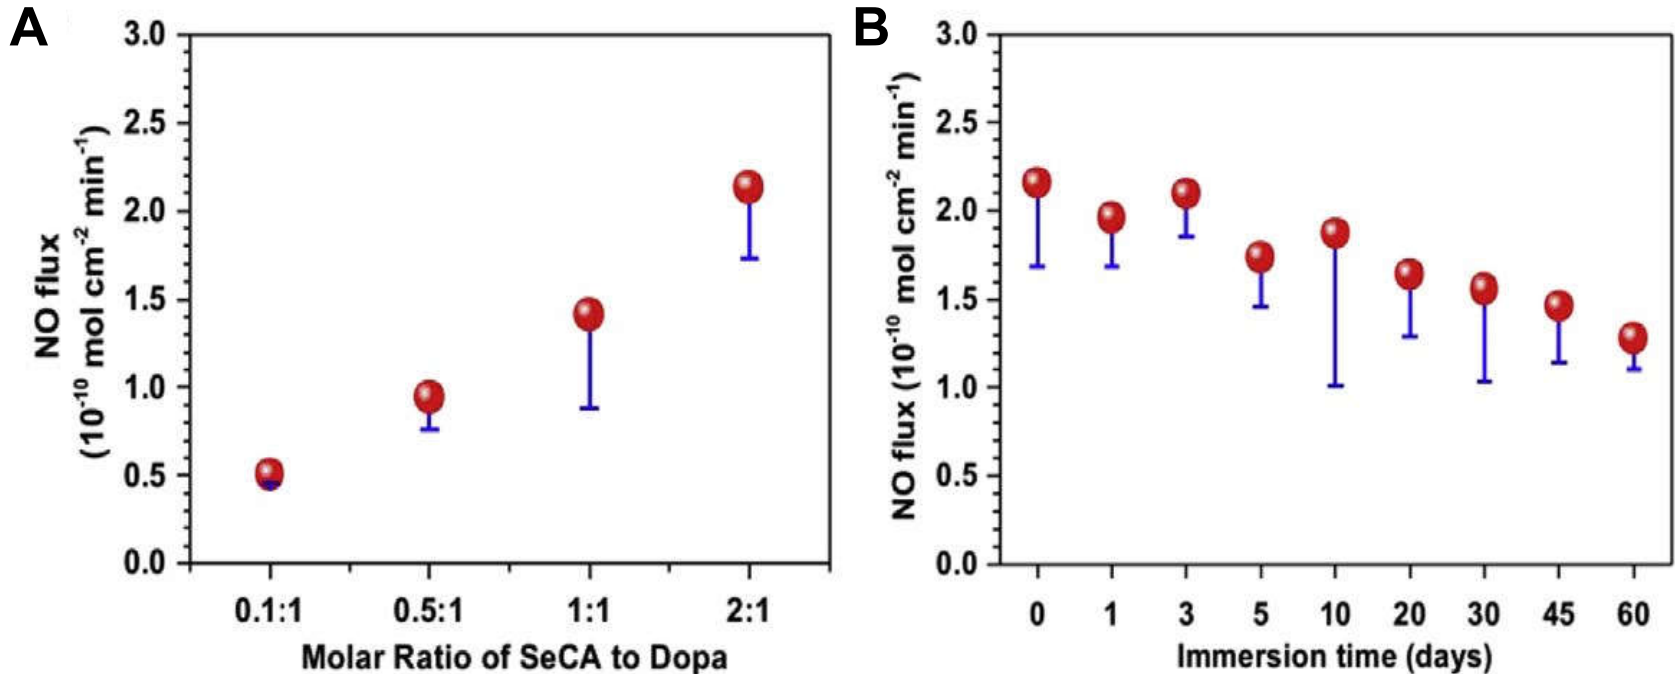 A
3.0
2.5
2.0
1.5
1.0
0.5
0.0
NO flux
(10⁻¹⁰ mol cm⁻² min⁻¹)
0.1:1 0.5:1 1:1 2:1
Molar Ratio of SeCA to Dopa
B
3.0
2.5
2.0
1.5
1.0
0.5
0.0
NO flux (10⁻¹⁰ mol cm⁻² min⁻¹)
0 1 3 5 10 20 30 45 60
Immersion time (days)